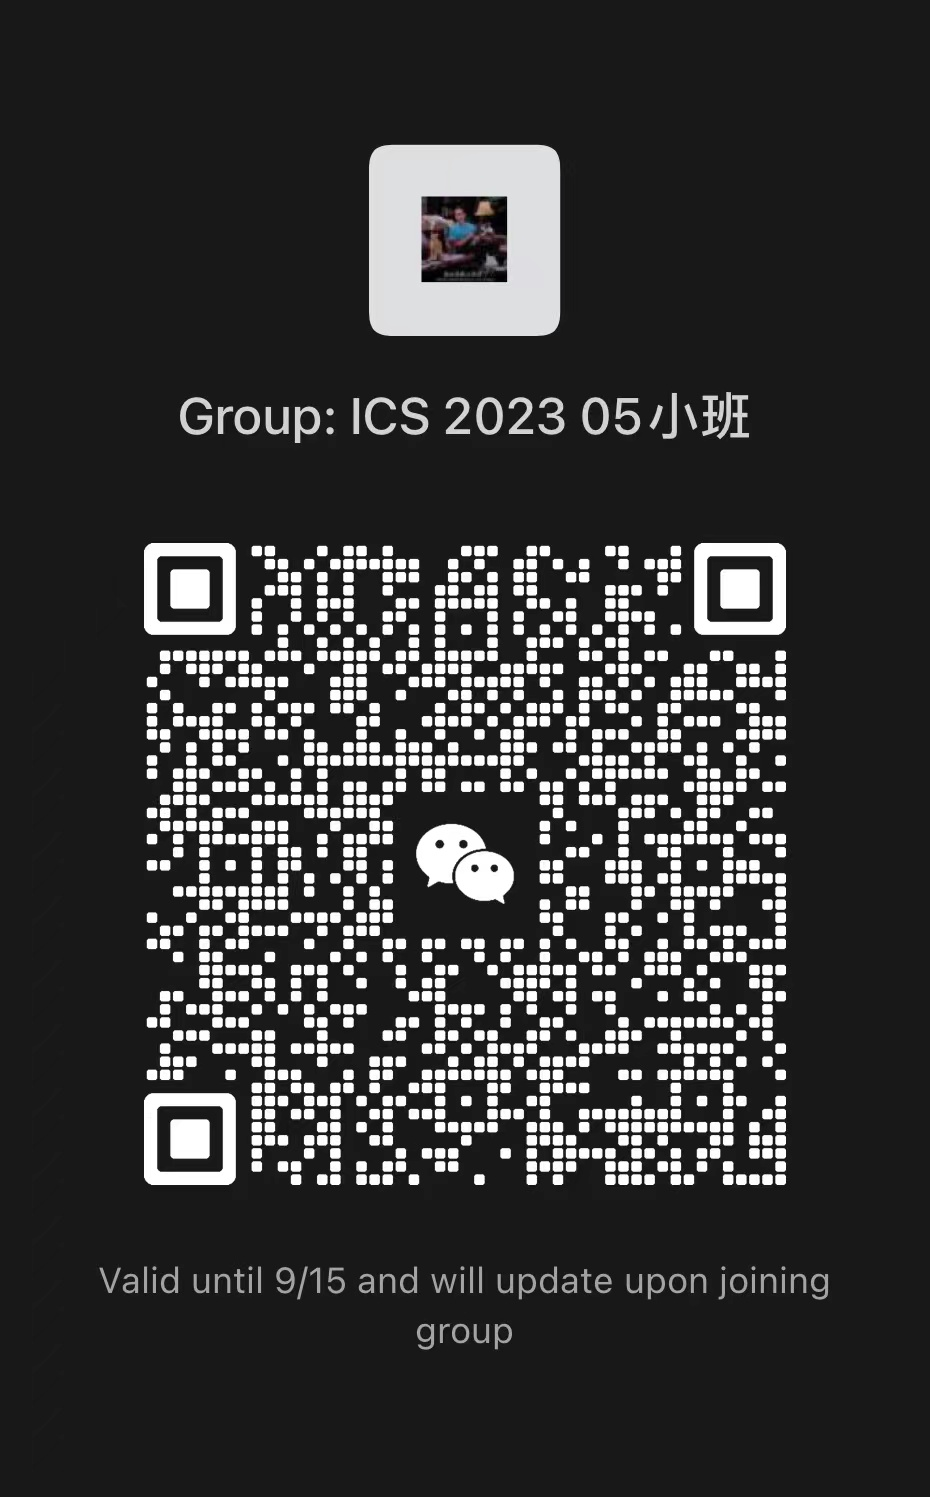 Group: ICS 2023 05小班
Valid until 9/15 and will update upon joining
group